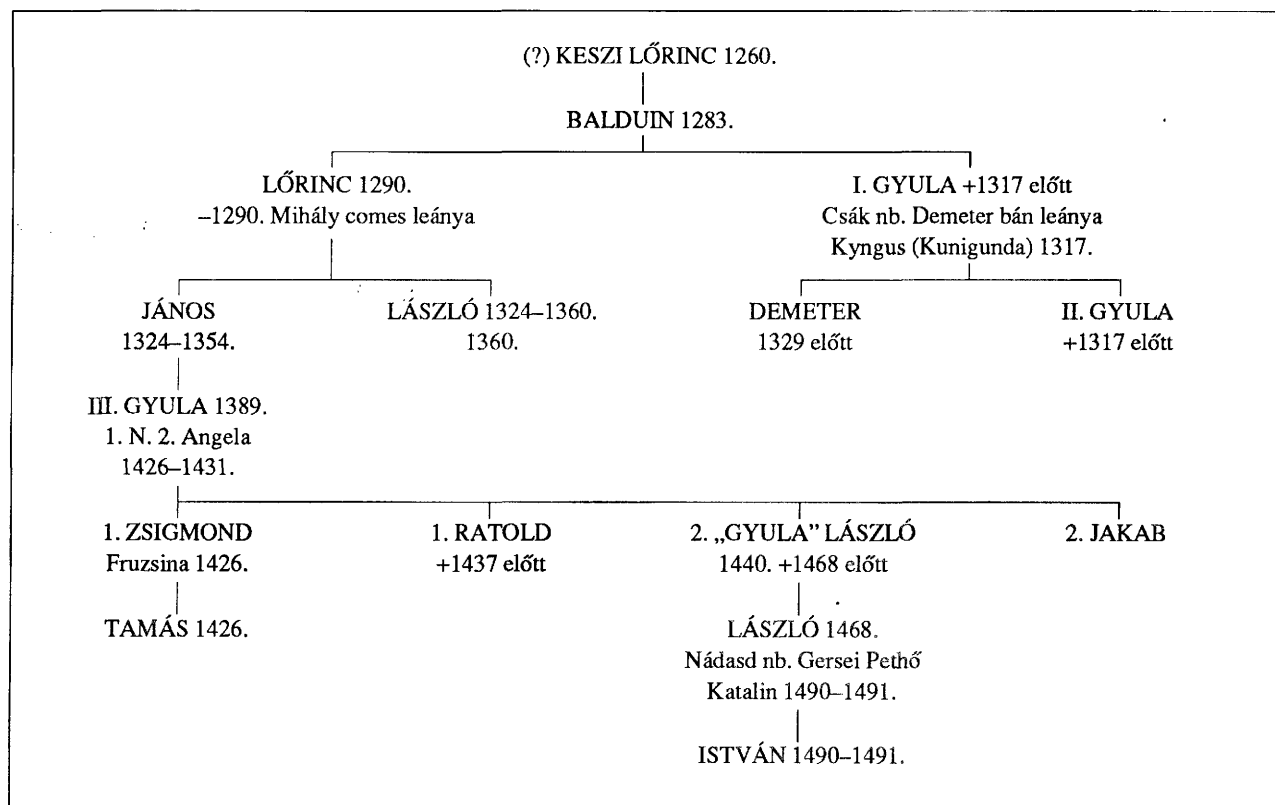 (?) KESZI LŐRINC 1260.
BALDUIN 1283.
LŐRINC 1290.
–1290. Mihály comes leánya
I. GYULA +1317 előtt
Csák nb. Demeter bán leánya
Kyngus (Kunigunda) 1317.
JÁNOS
1324–1354.
LÁSZLÓ 1324–1360.
1360.
DEMETER
1329 előtt
II. GYULA
+1317 előtt
III. GYULA 1389.
1. N. 2. Angela
1426–1431.
1. ZSIGMOND
Fruzsina 1426.
1. RATOLD
+1437 előtt
2. „GYULA” LÁSZLÓ
1440. +1468 előtt
2. JAKAB
TAMÁS 1426.
LÁSZLÓ 1468.
Nádasd nb. Gersei Pethő
Katalin 1490–1491.
ISTVÁN 1490–1491.